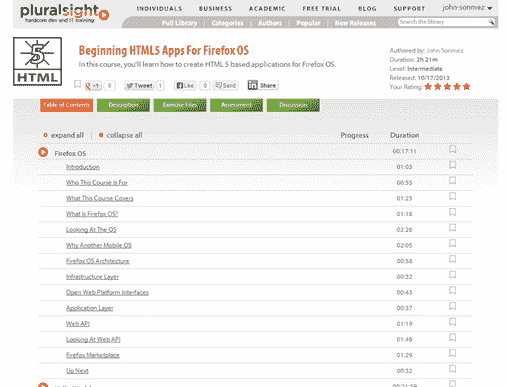 pluralsight
hardcore dev and IT training
INDIVIDUALS BUSINESS ACADEMIC FREE TRIAL BLOG SUPPORT john-sonmez
Full Library Categories Authors Popular New Releases Search the library
5
HTML
Beginning HTML5 Apps For Firefox OS
In this course, you'll learn how to create HTML 5 based applications for Firefox OS.
Authored by: John Sonmez
Duration: 2h 21m
Level: Intermediate
Released: 10/17/2013
Your Rating:
+1 0 Tweet 1 Like 0 Send Share
Table of Contents Description Exercise Files Assessment Discussion
expand all | collapse all Progress Duration
Firefox OS 00:17:11
Introduction 01:03
Who This Course Is For 00:55
What This Course Covers 01:25
What Is Firefox OS? 01:18
Looking At The OS 02:26
Why Another Mobile OS 02:05
Firefox OS Architecture 00:58
Infrastructure Layer 00:32
Open Web Platform Interfaces 00:43
Application Layer 00:37
Web API 01:19
Looking At Web API 01:49
Firefox Marketplace 01:29
Up Next 00:32